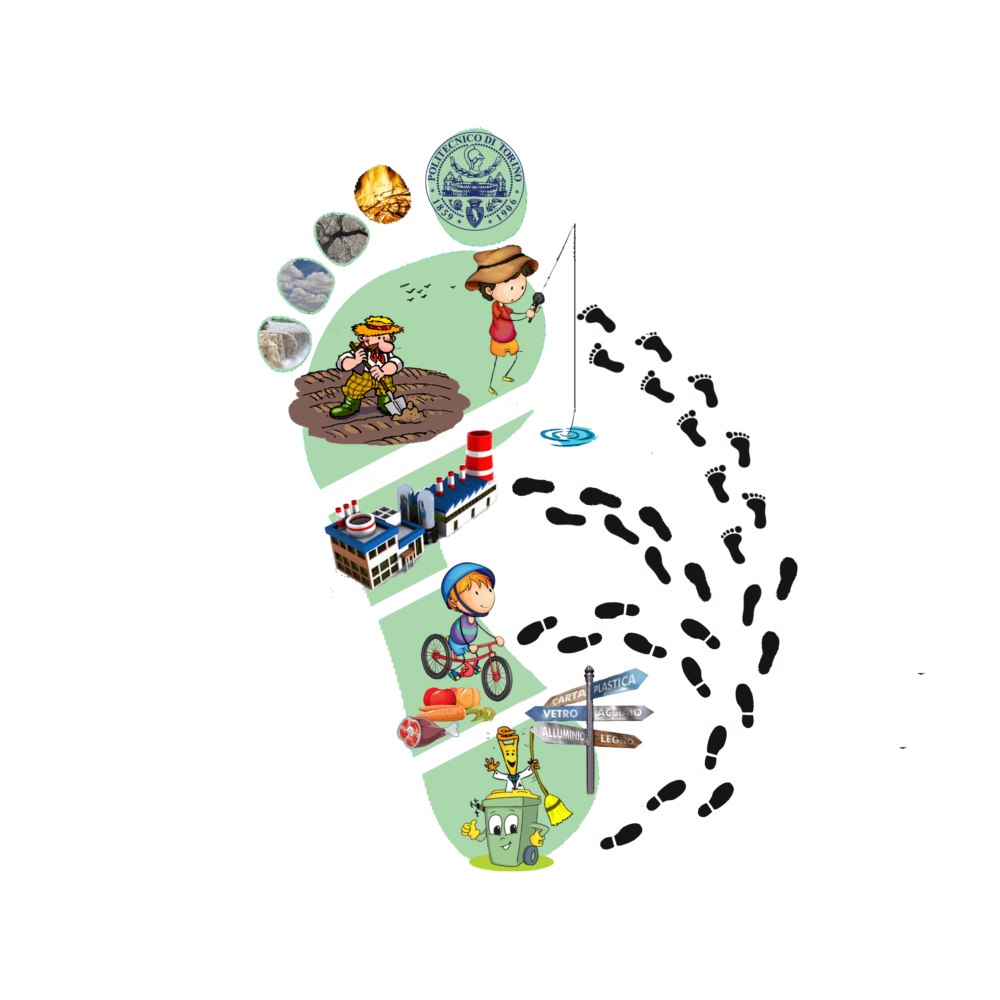 POLITECNICO DI TORINO
1859 1906
CARTA
PLASTICA
VETRO
ACCIAIO
ALLUMINIO
LEGNO